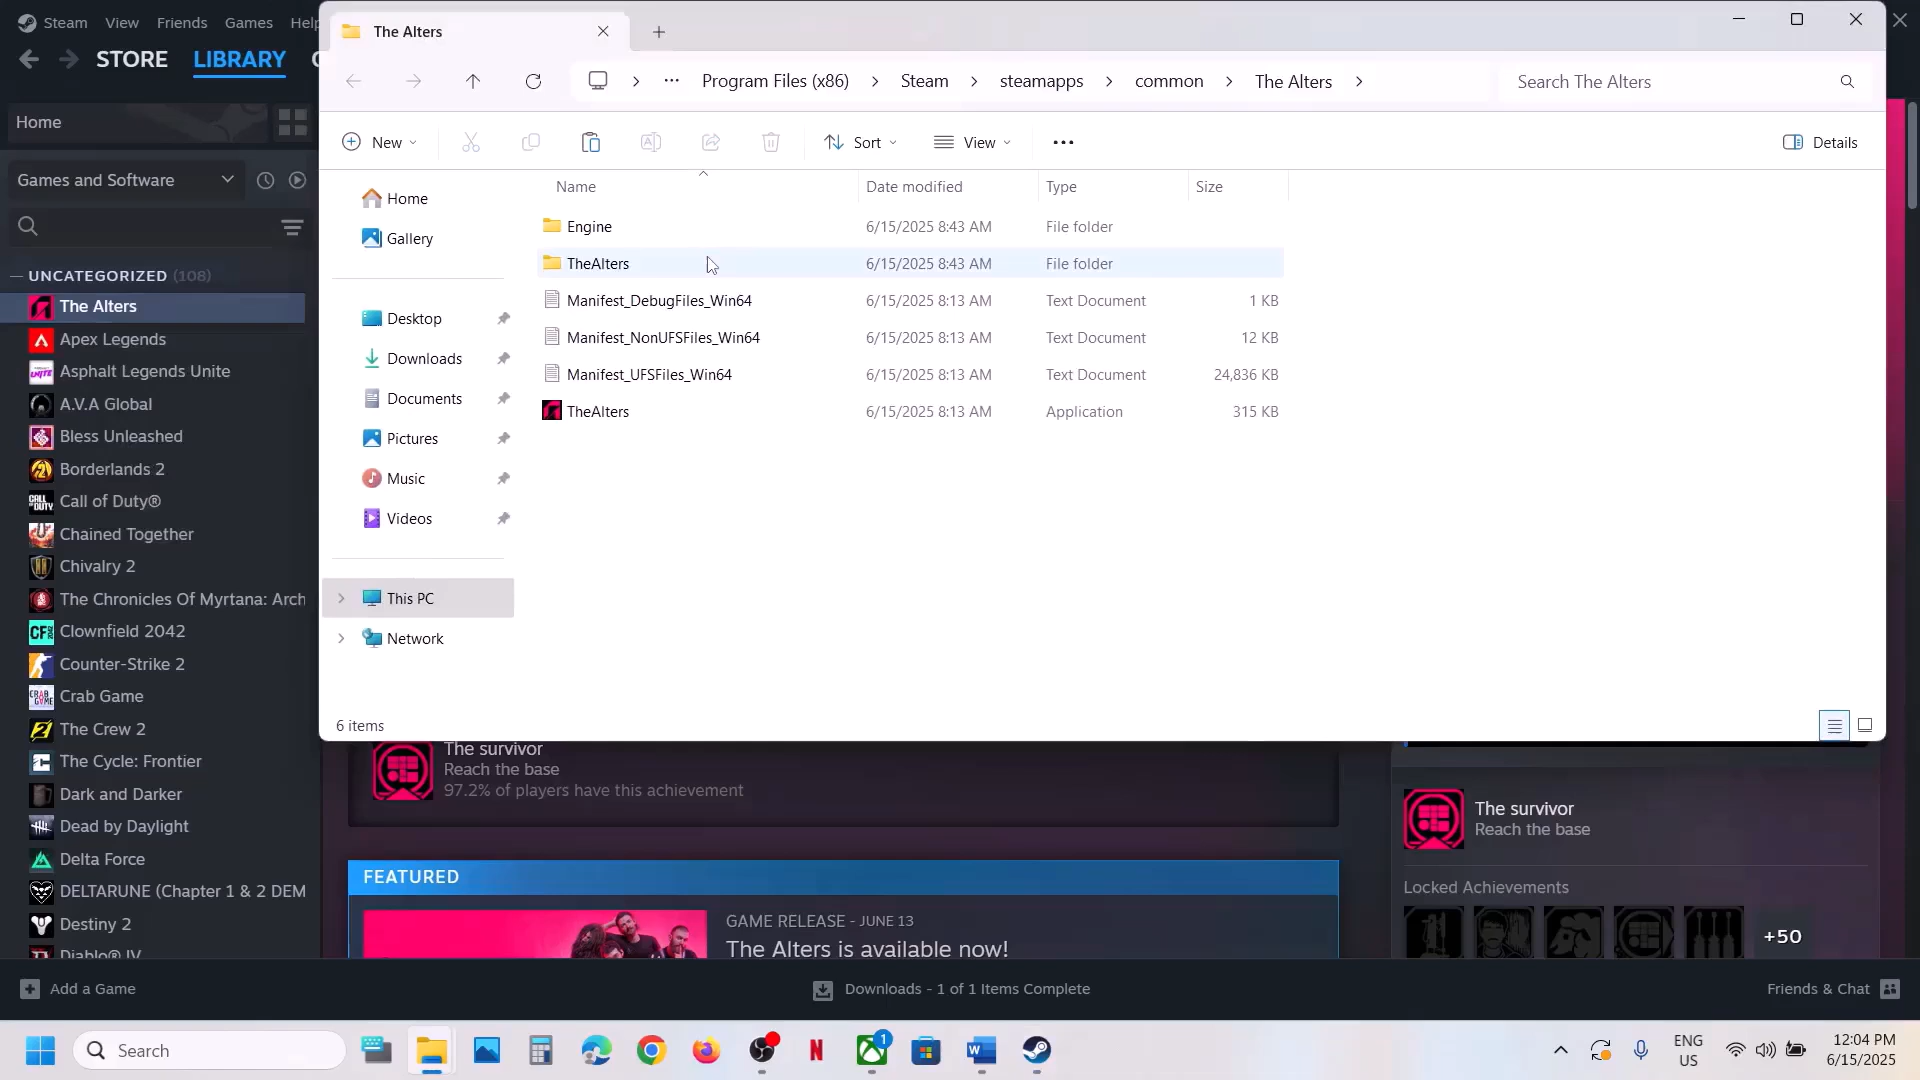 Steam View Friends Games Help
STORE LIBRARY C
Home
Games and Software
UNCATEGORIZED (108)
The Alters
Apex Legends
Asphalt Legends Unite
A.V.A Global
Bless Unleashed
Borderlands 2
Call of Duty®
Chained Together
Chivalry 2
The Chronicles Of Myrtana: Arch
Clownfield 2042
Counter-Strike 2
Crab Game
The Crew 2
The Cycle: Frontier
Dark and Darker
Dead by Daylight
Delta Force
DELTARUNE (Chapter 1 & 2 DEM
Destiny 2
Diablo® IV
Add a Game
The Alters
Program Files (x86) > Steam > steamapps > common > The Alters >
Search The Alters
New Sort View Details
Home
Gallery
Desktop
Downloads
Documents
Pictures
Music
Videos
This PC
Network
Name Date modified Type Size
Engine 6/15/2025 8:43 AM File folder
TheAlters 6/15/2025 8:43 AM File folder
Manifest_DebugFiles_Win64 6/15/2025 8:13 AM Text Document 1 KB
Manifest_NonUFSFiles_Win64 6/15/2025 8:13 AM Text Document 12 KB
Manifest_UFSFiles_Win64 6/15/2025 8:13 AM Text Document 24,836 KB
TheAlters 6/15/2025 8:13 AM Application 315 KB
6 items
The survivor
Reach the base
97.2% of players have this achievement
FEATURED
GAME RELEASE - JUNE 13
The Alters is available now!
The survivor
Reach the base
Locked Achievements
+50
Downloads - 1 of 1 Items Complete
Friends & Chat
Search
1
ENG
US
12:04 PM
6/15/2025